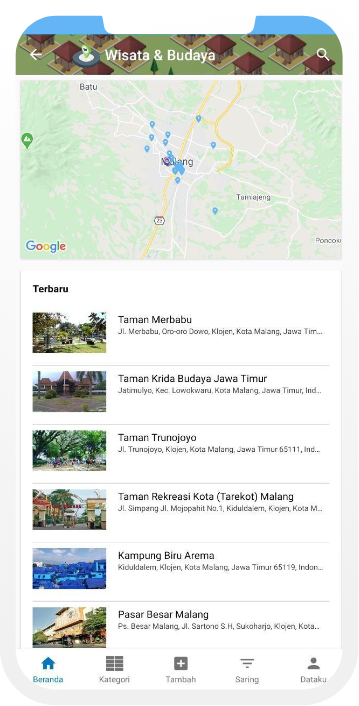 Wisata & Budaya
Batu
Malang
Tumpang
Poncoku
Google
Terbaru
Taman Merbabu
Jl. Merbabu, Oro-oro Dowo, Klojen, Kota Malang, Jawa Tim...
Taman Krida Budaya Jawa Timur
Jatimulyo, Kec. Lowokwaru, Kota Malang, Jawa Timur, Ind...
Taman Trunojoyo
Jl. Trunojoyo, Klojen, Kota Malang, Jawa Timur 65111, Ind...
Taman Rekreasi Kota (Tarekot) Malang
Jl. Simpang Jl. Mojopahit No.1, Kiduldalem, Klojen, Kota M...
Kampung Biru Arema
Kiduldalem, Klojen, Kota Malang, Jawa Timur 65119, Indon...
Pasar Besar Malang
Ps. Besar Malang, Jl. Sartono S.H, Sukoharjo, Klojen, Kota...
Beranda
Kategori
Tambah
Saring
Dataku